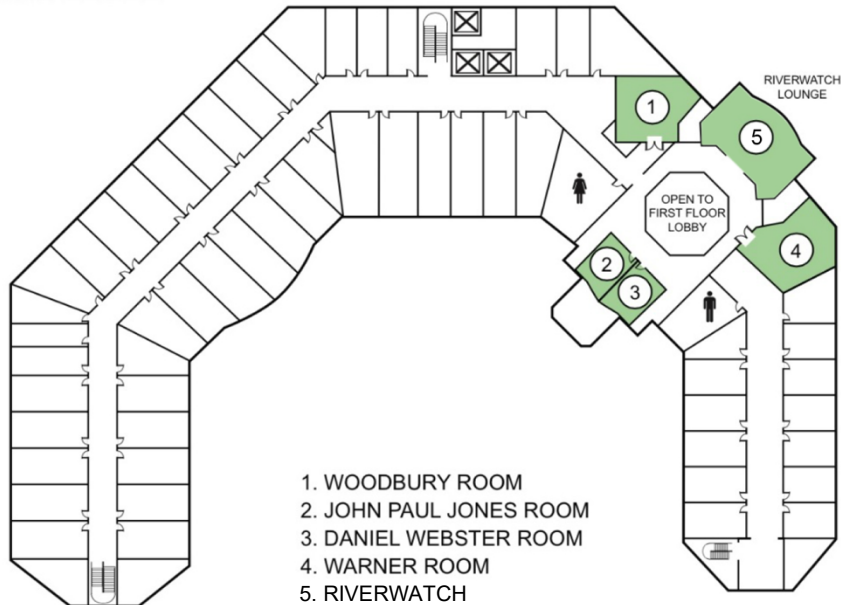 1
RIVERWATCH
LOUNGE
5
OPEN TO
FIRST FLOOR
LOBBY
2
3
4
1. WOODBURY ROOM
2. JOHN PAUL JONES ROOM
3. DANIEL WEBSTER ROOM
4. WARNER ROOM
5. RIVERWATCH